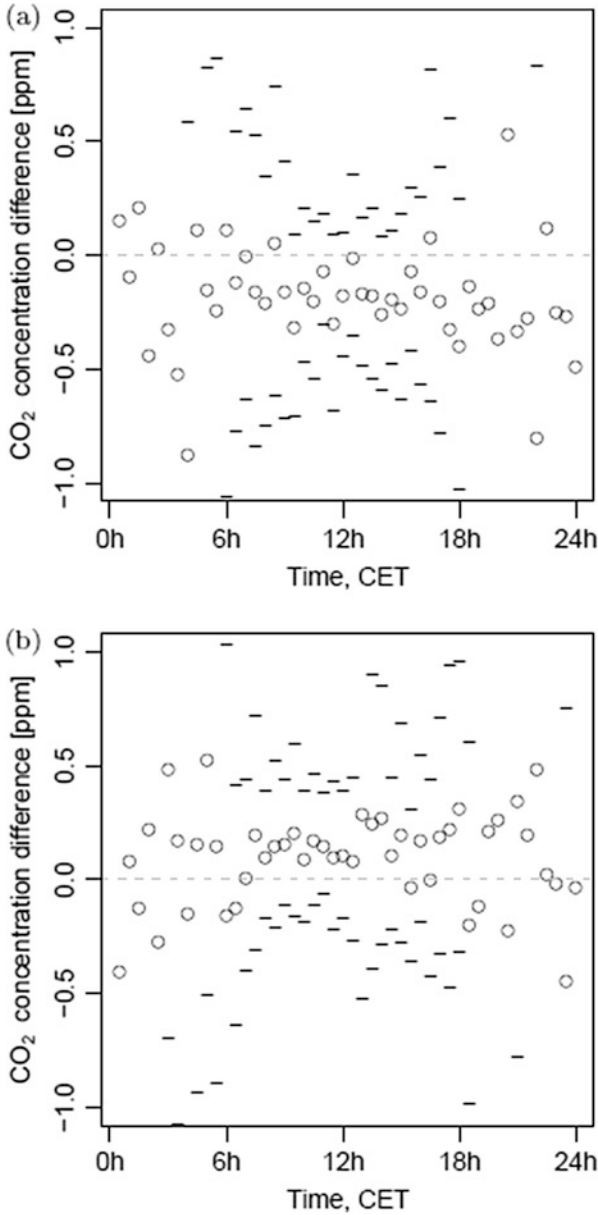 (a)
CO₂ concentration difference [ppm]
1.0
0.5
0.0
−0.5
−1.0
0h 6h 12h 18h 24h
Time, CET
(b)
CO₂ concentration difference [ppm]
1.0
0.5
0.0
−0.5
−1.0
0h 6h 12h 18h 24h
Time, CET